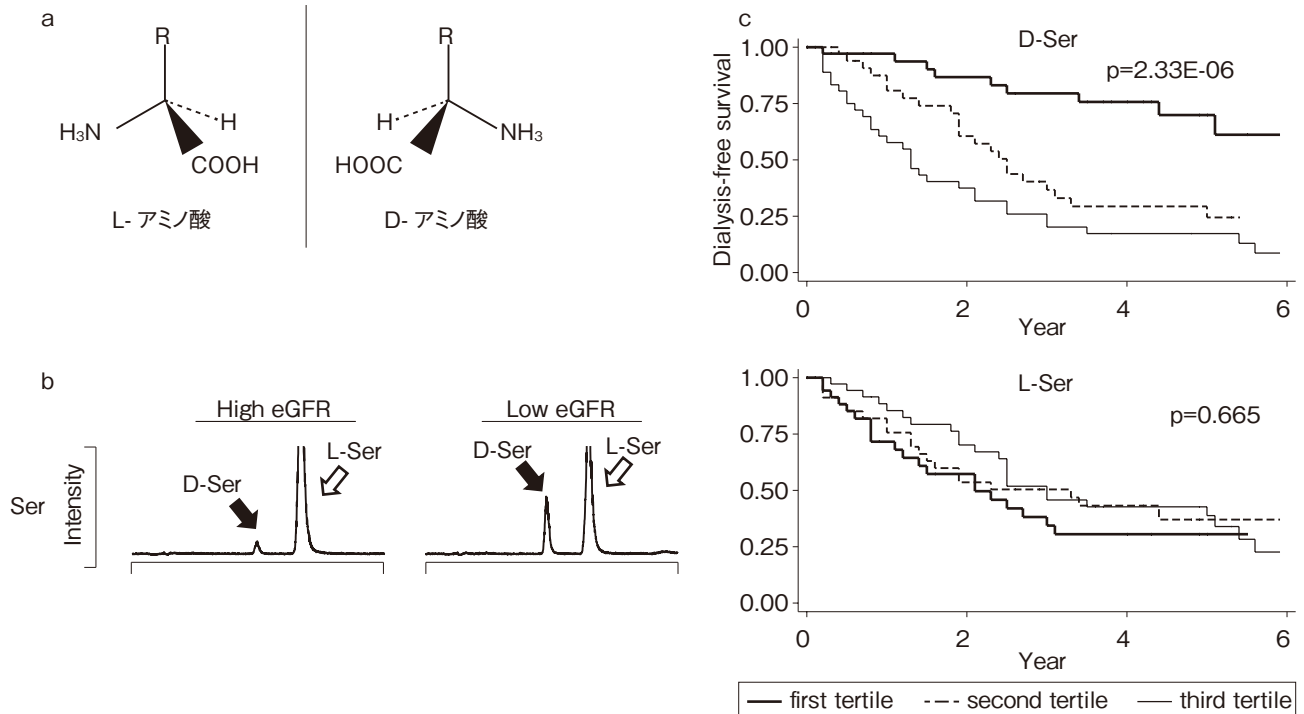 a
R
H₃N
H
COOH
L- アミノ酸
R
H
NH₃
HOOC
D- アミノ酸
b
High eGFR
Low eGFR
Ser
Intensity
D-Ser
L-Ser
D-Ser
L-Ser
c
D-Ser
p=2.33E-06
Dialysis-free survival
1.00
0.75
0.50
0.25
0.00
0
2
4
6
Year
L-Ser
p=0.665
1.00
0.75
0.50
0.25
0.00
0
2
4
6
Year
first tertile
second tertile
third tertile